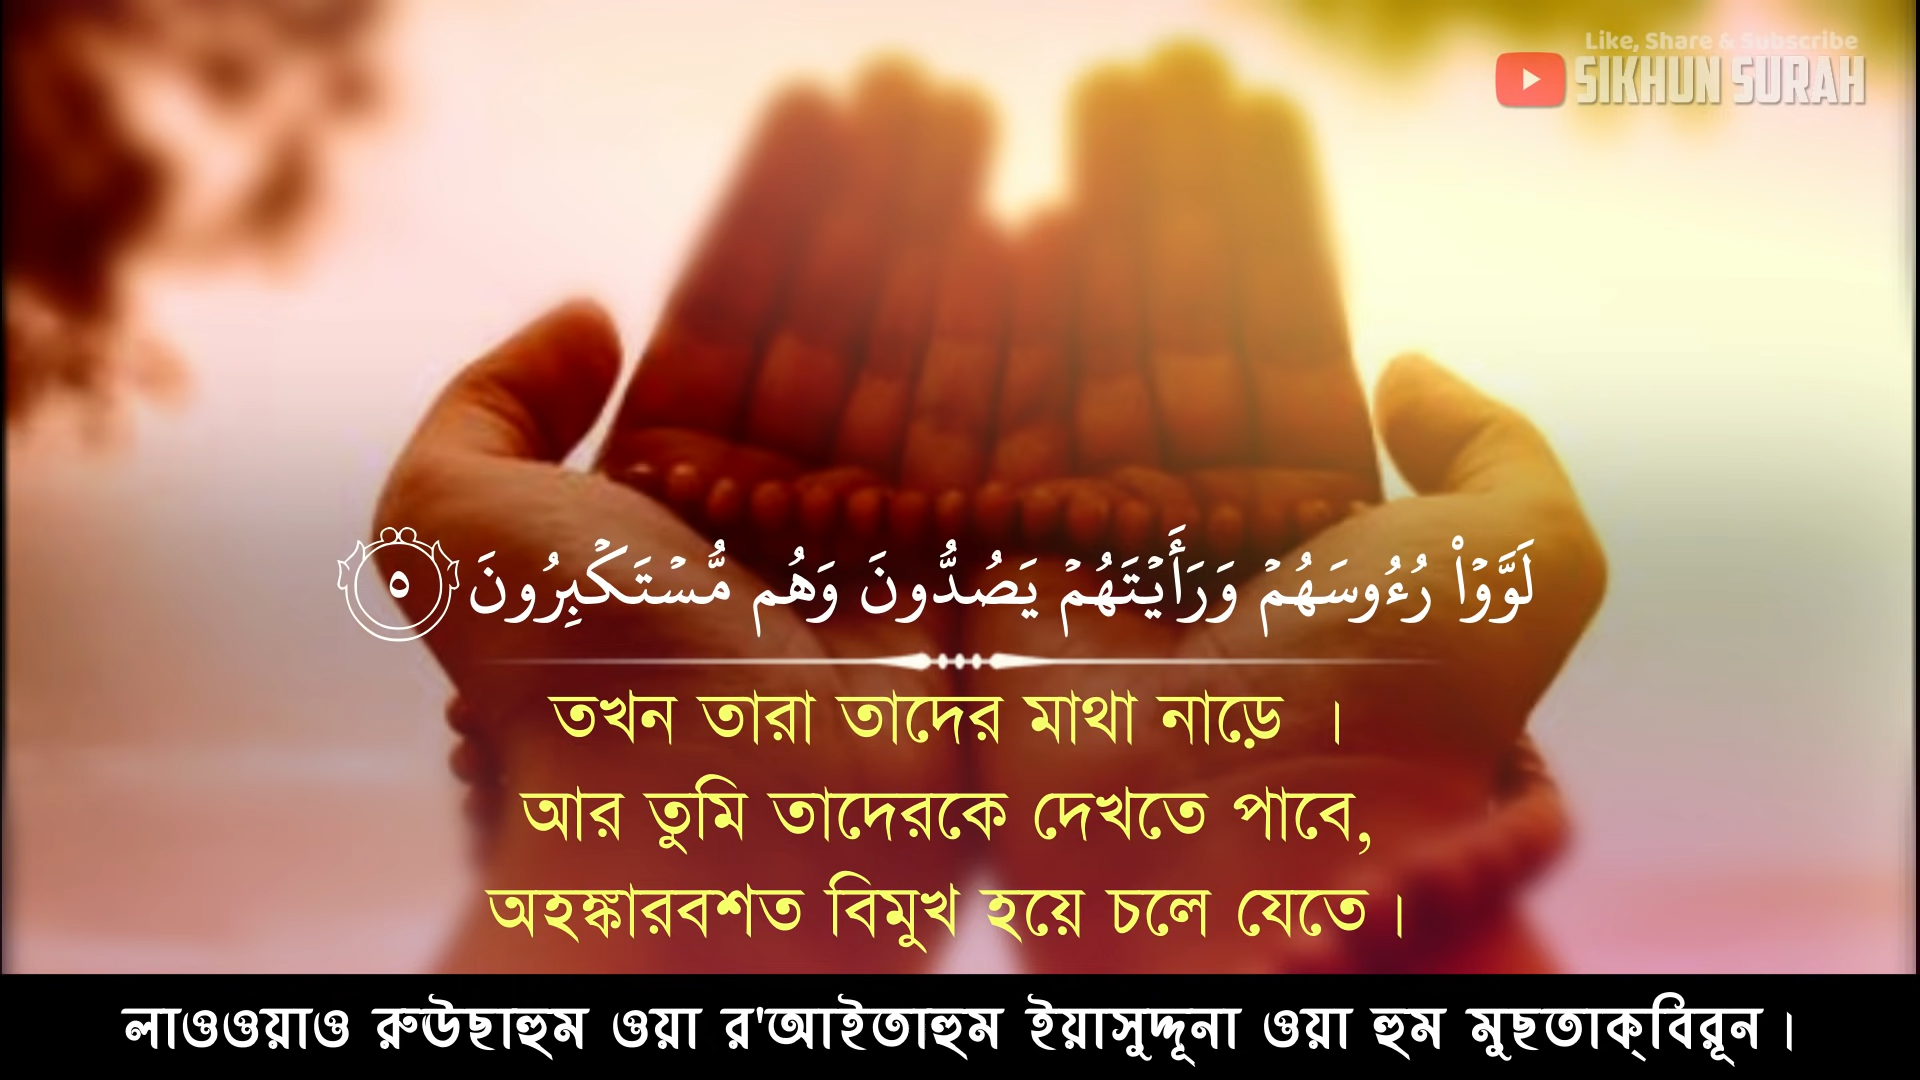 Like, Share & Subscribe
SIKHUN SURAH
لَوَّوۡاْ رُءُوسَهُمۡ وَرَأَيۡتَهُمۡ يَصُدُّونَ وَهُم مُّسۡتَكۡبِرُونَ ٥
তখন তারা তাদের মাথা নাড়ে ।
আর তুমি তাদেরকে দেখতে পাবে,
অহঙ্কারবশত বিমুখ হয়ে চলে যেতে ।
লাওওয়াও রুঊছাহুম ওয়া র'আইতাহুম ইয়াসুদ্দূনা ওয়া হুম মুছতাক্‌বিরূন ।